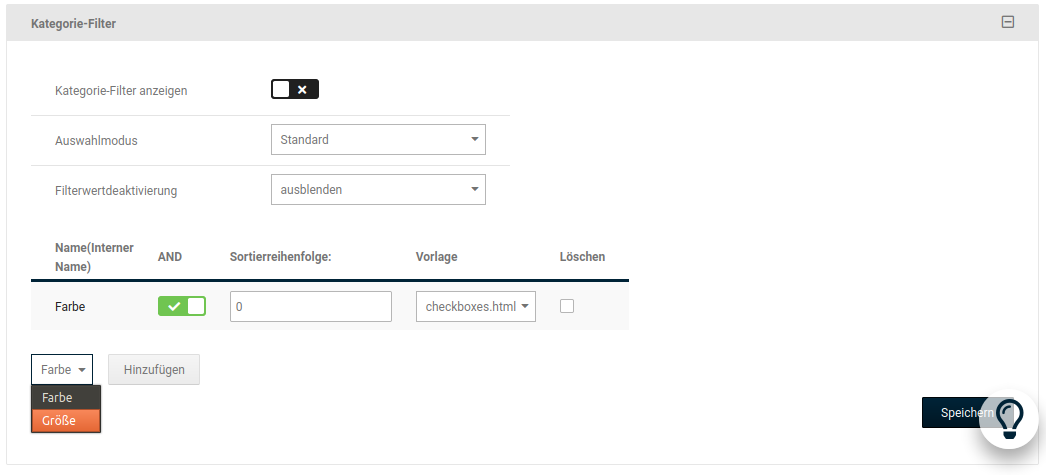 Kategorie-Filter
Kategorie-Filter anzeigen
Auswahlmodus
Standard
Filterwertdeaktivierung
ausblenden
Name(Interner
Name)
AND
Sortierreihenfolge:
Vorlage
Löschen
Farbe
0
checkboxes.html
Farbe
Hinzufügen
Farbe
Größe
Speichern